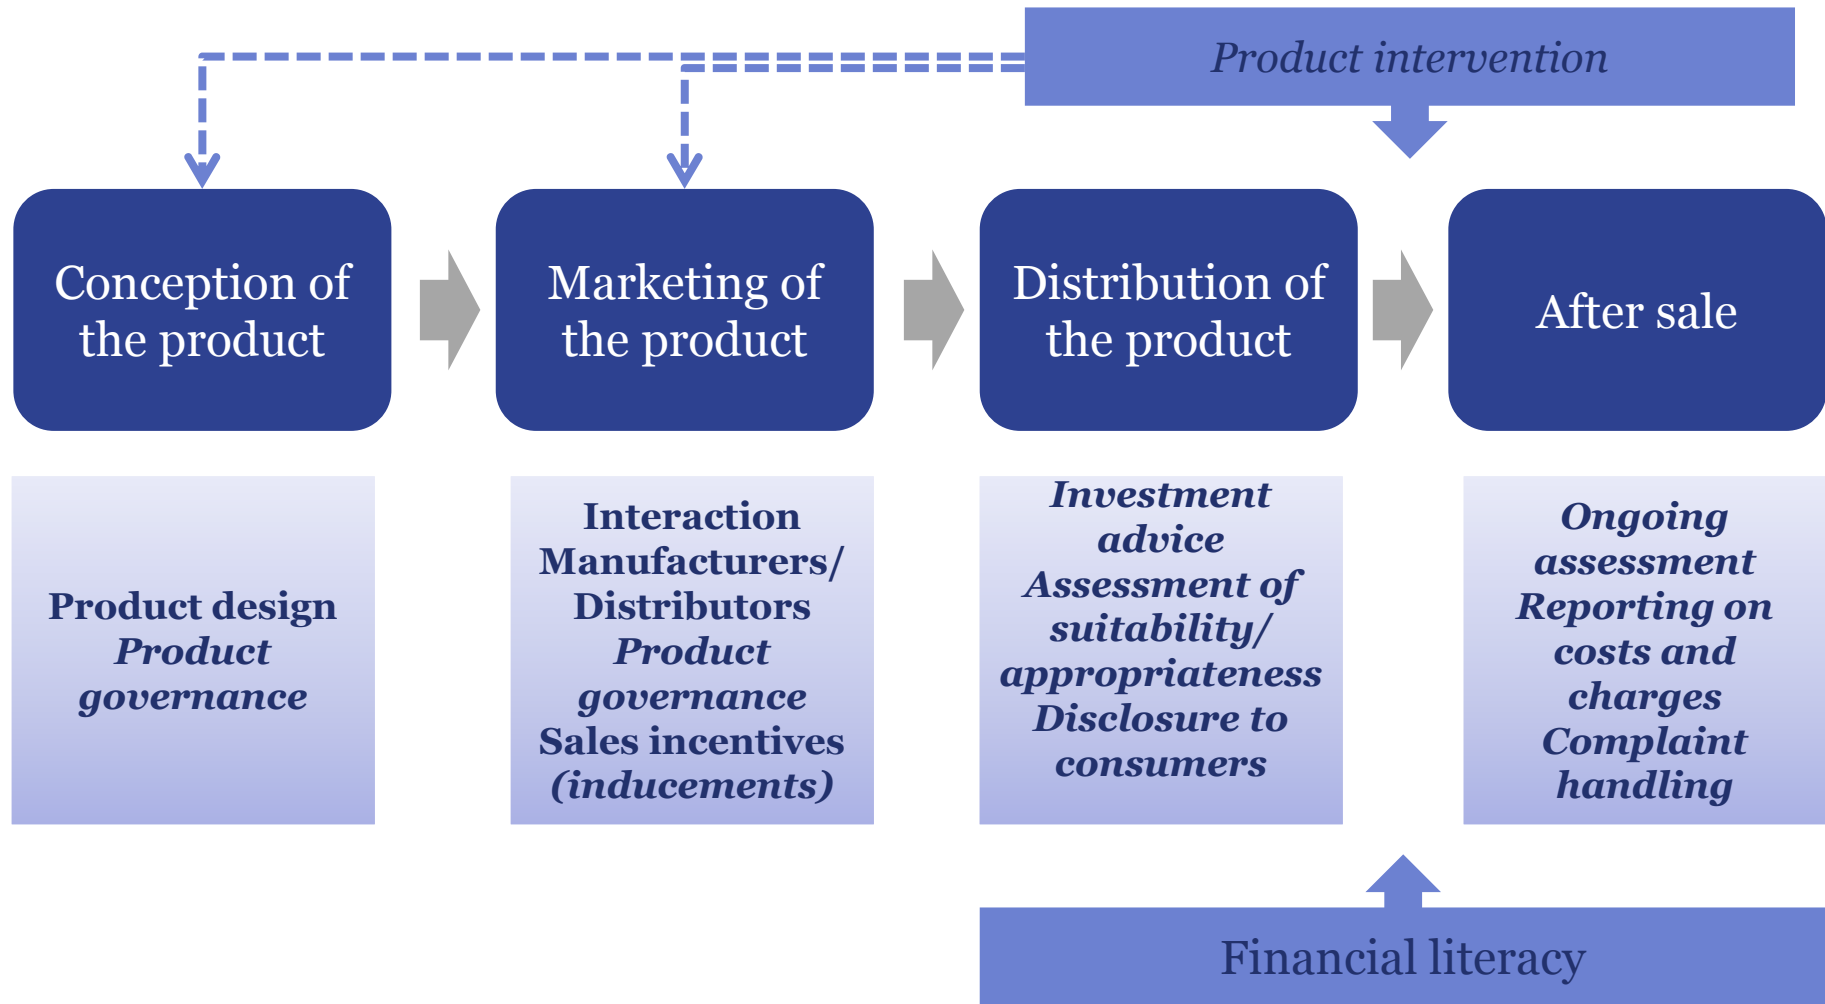 Product intervention
Conception of
the product
Marketing of
the product
Distribution of
the product
After sale
Product design
Product
governance
Interaction
Manufacturers/
Distributors
Product
governance
Sales incentives
(inducements)
Investment
advice
Assessment of
suitability/
appropriateness
Disclosure to
consumers
Ongoing
assessment
Reporting on
costs and
charges
Complaint
handling
Financial literacy